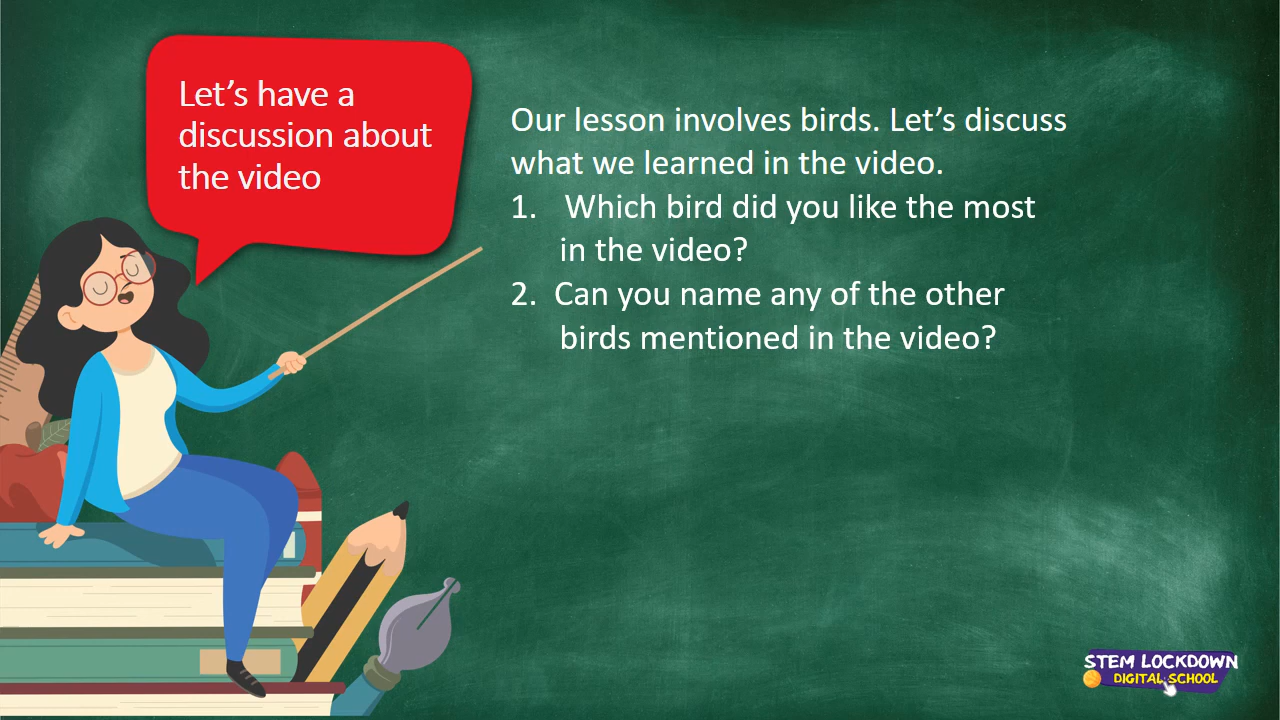 Let’s have a
discussion about
the video
Our lesson involves birds. Let’s discuss
what we learned in the video.
1. Which bird did you like the most
in the video?
2. Can you name any of the other
birds mentioned in the video?
STEM LOCKDOWN
DIGITAL SCHOOL